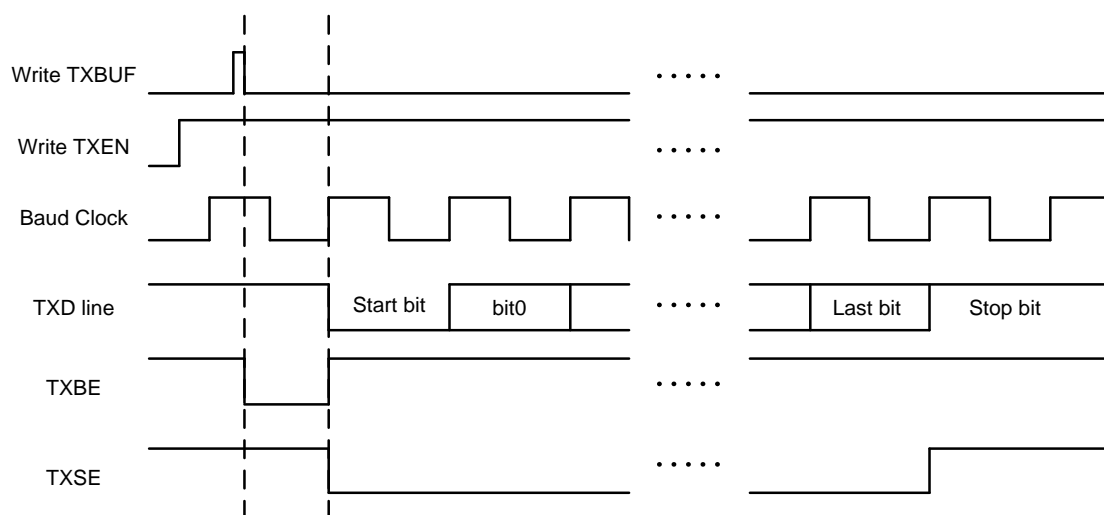 Write TXBUF
Write TXEN
Baud Clock
TXD line
Start bit
bit0
Last bit
Stop bit
TXBE
TXSE